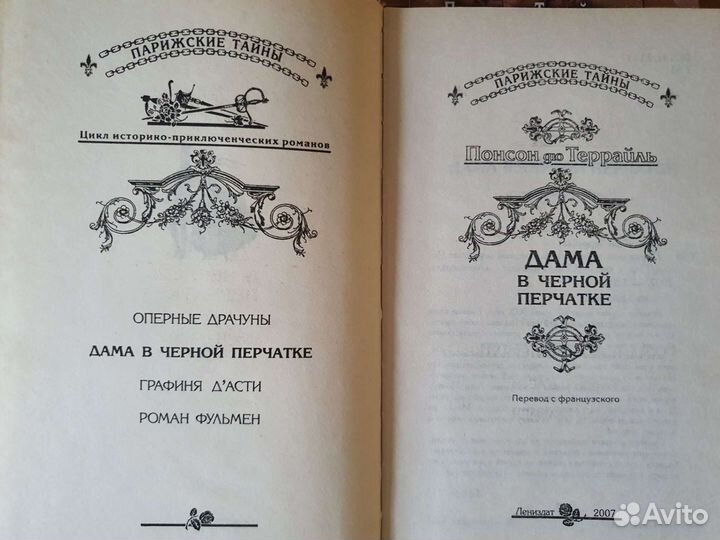 ПАРИЖСКИЕ ТАЙНЫ
Цикл историко-приключенческих романов
ОПЕРНЫЕ ДРАЧУНЫ
ДАМА В ЧЕРНОЙ ПЕРЧАТКЕ
ГРАФИНЯ Д'АСТИ
РОМАН ФУЛЬМЕН
ПАРИЖСКИЕ ТАЙНЫ
Понсон дю Террайль
ДАМА
В ЧЕРНОЙ
ПЕРЧАТКЕ
Перевод с французского
Лениздат 2007
Avito